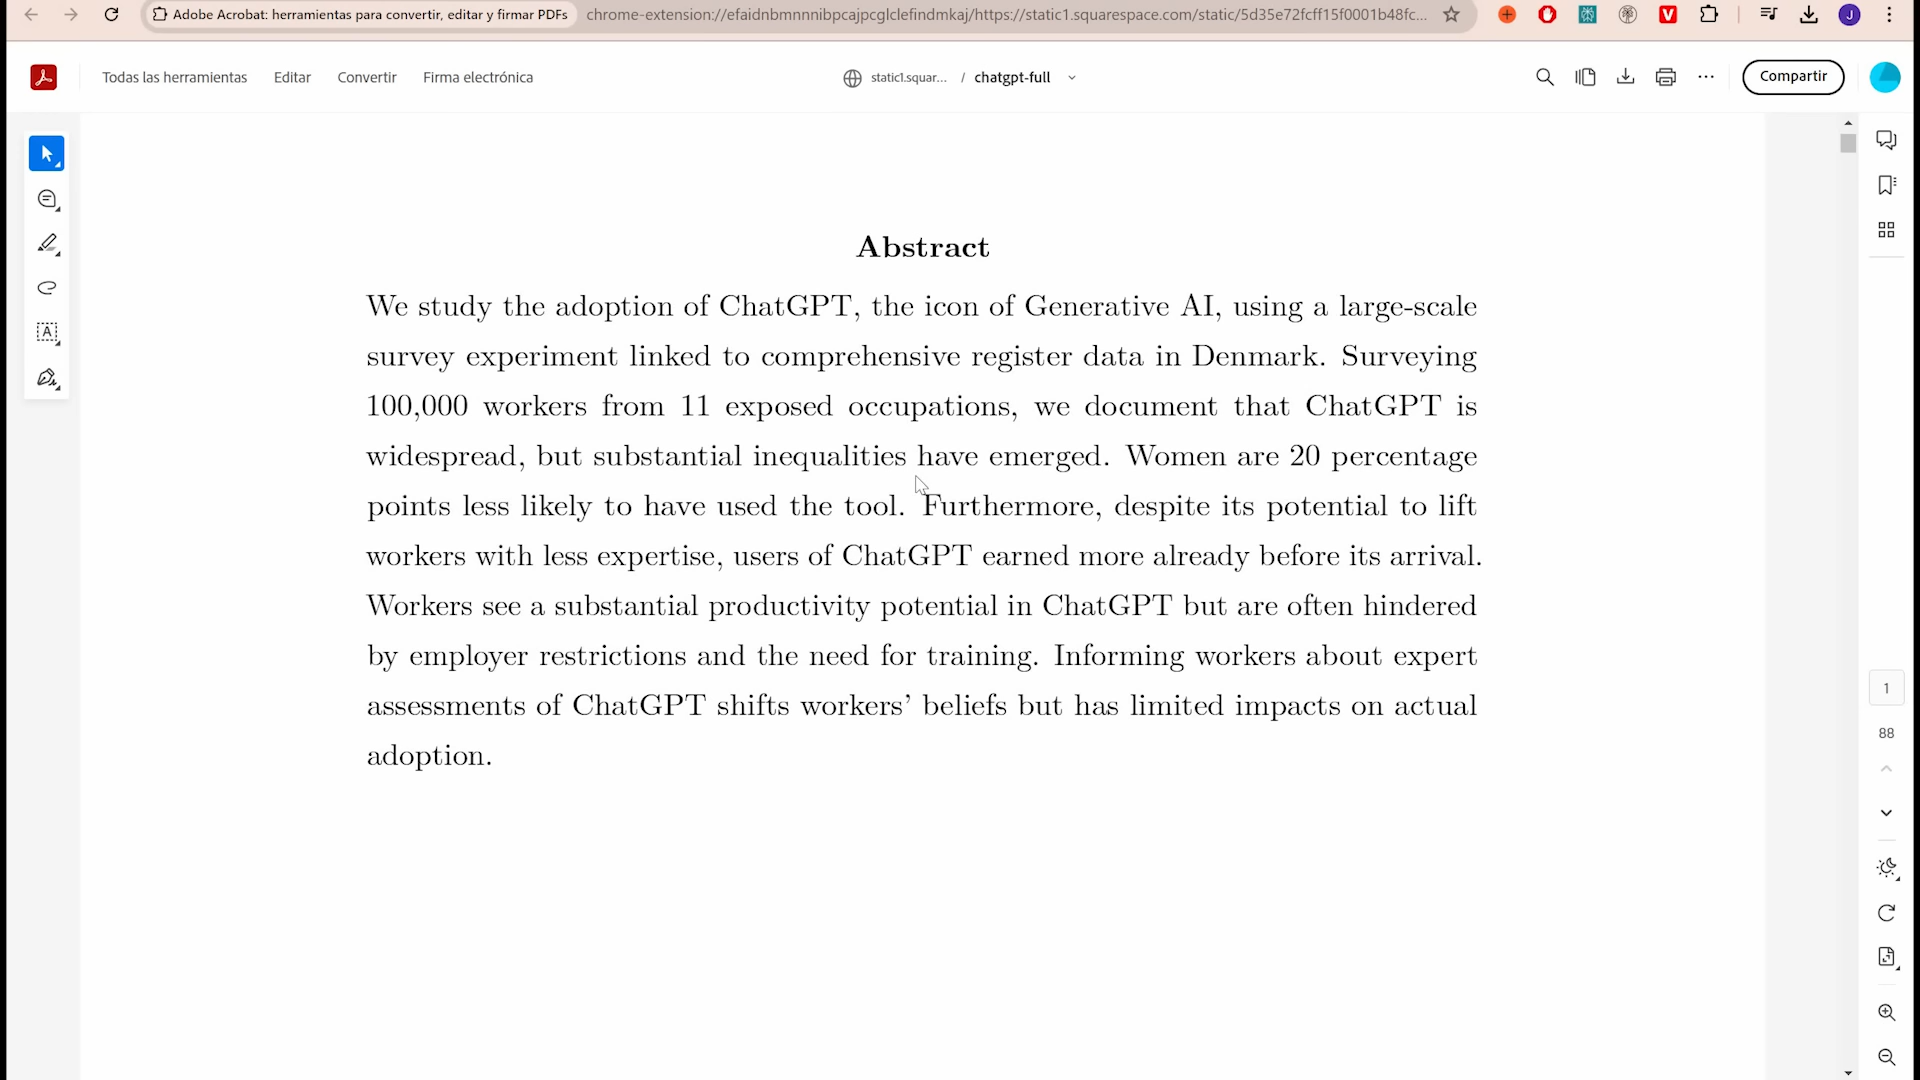 Adobe Acrobat: herramientas para convertir, editar y firmar PDFs
chrome-extension://efaidnbmnnnibpcajpcglclefindmkaj/https://static1.squarespace.com/static/5d35e72fcff15f0001b48fc...
J
Todas las herramientas
Editar
Convertir
Firma electrónica
static1.squar... / chatgpt-full
Compartir
Abstract
We study the adoption of ChatGPT, the icon of Generative AI, using a large-scale
survey experiment linked to comprehensive register data in Denmark. Surveying
100,000 workers from 11 exposed occupations, we document that ChatGPT is
widespread, but substantial inequalities have emerged. Women are 20 percentage
points less likely to have used the tool. Furthermore, despite its potential to lift
workers with less expertise, users of ChatGPT earned more already before its arrival.
Workers see a substantial productivity potential in ChatGPT but are often hindered
by employer restrictions and the need for training. Informing workers about expert
assessments of ChatGPT shifts workers’ beliefs but has limited impacts on actual
adoption.
1
88